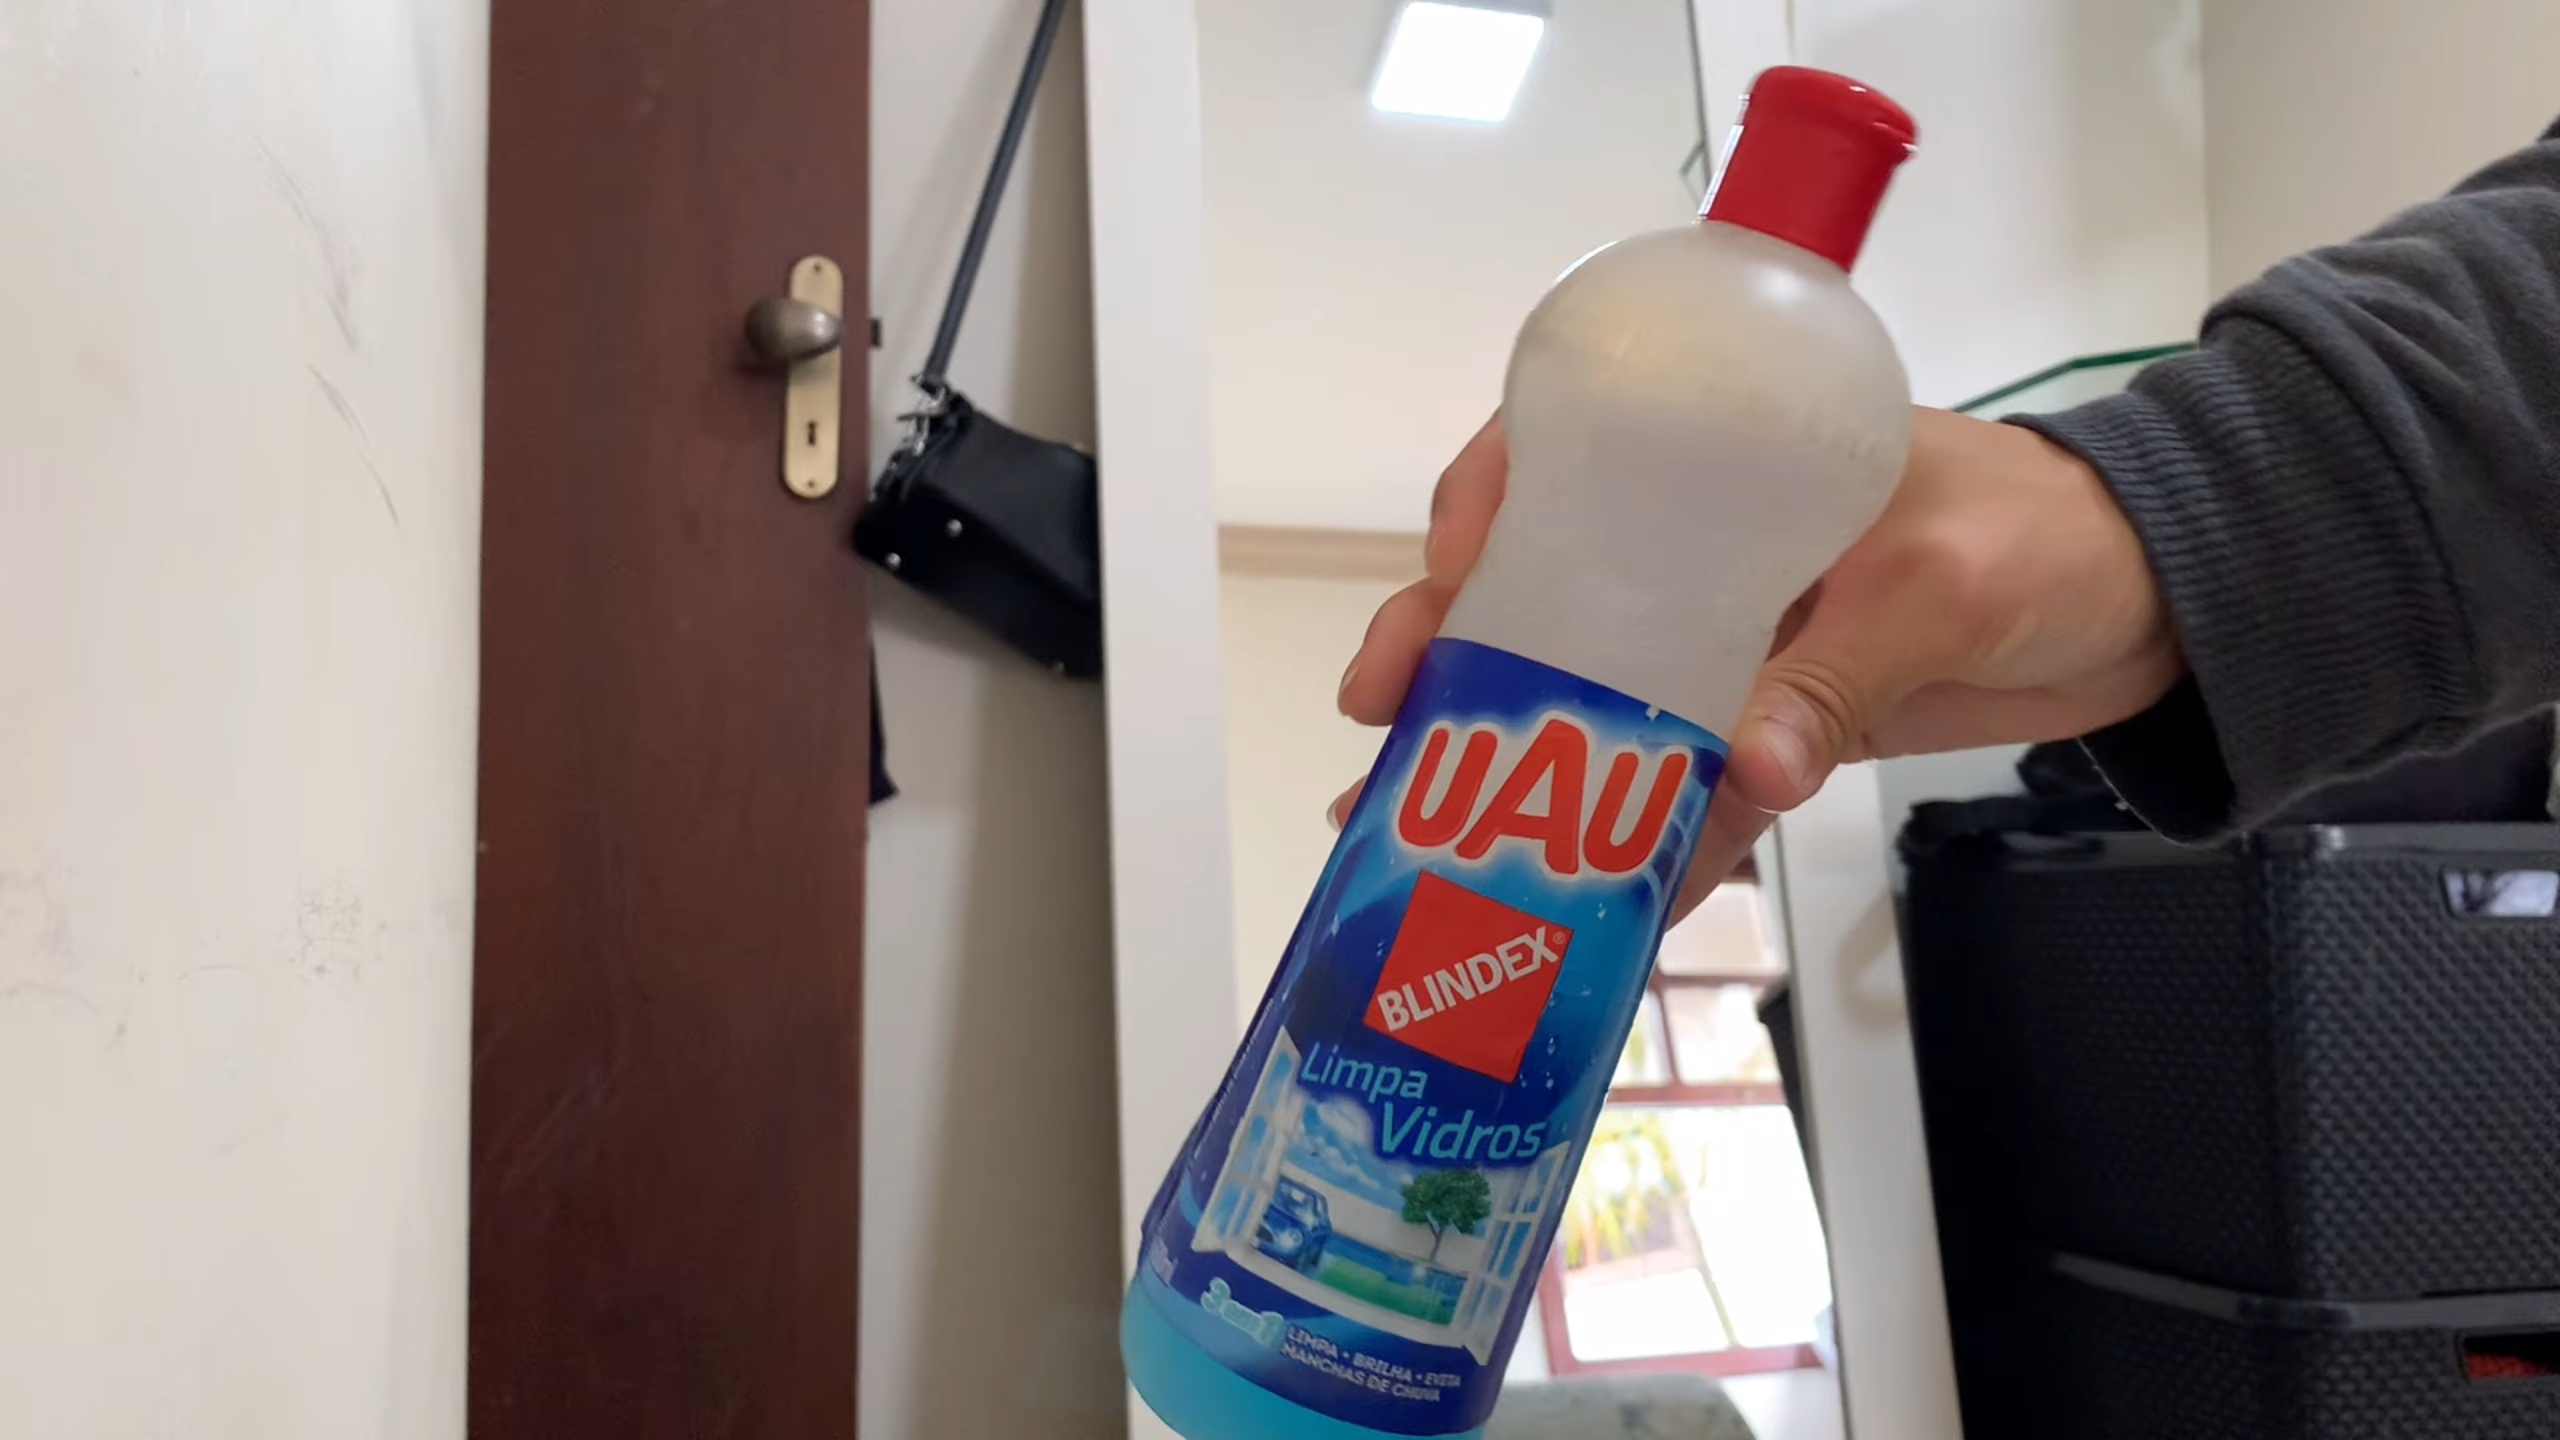 UAU
BLINDEX®
Limpa
Vidros
3 em 1
LIMPA • BRILHA • EVITA
MANCHAS DE CHUVA